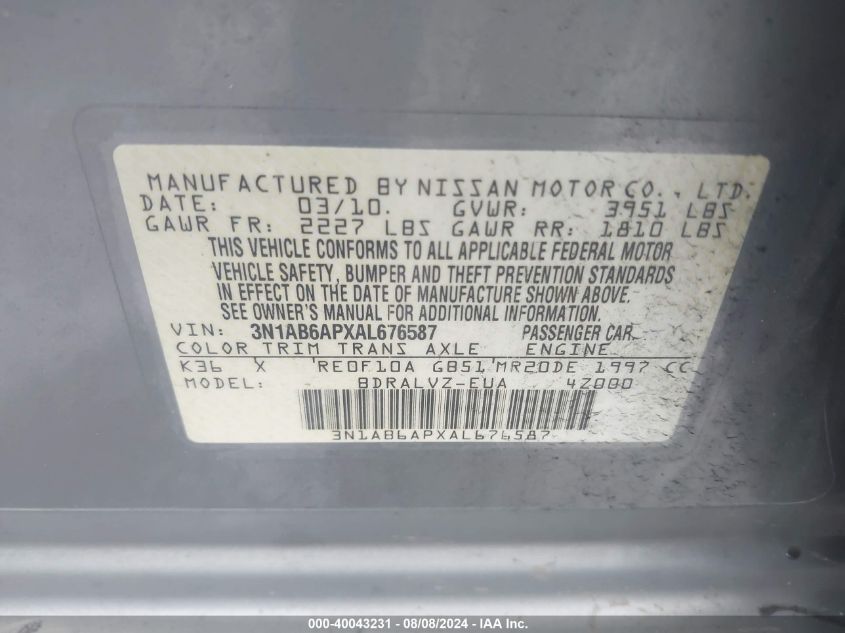 MANUFACTURED BY NISSAN MOTOR CO., LTD.
DATE: 03/10. GVWR: 3951 LBS
GAWR FR: 2227 LBS GAWR RR: 1810 LBS
THIS VEHICLE CONFORMS TO ALL APPLICABLE FEDERAL MOTOR
VEHICLE SAFETY, BUMPER AND THEFT PREVENTION STANDARDS
IN EFFECT ON THE DATE OF MANUFACTURE SHOWN ABOVE.
SEE OWNER'S MANUAL FOR ADDITIONAL INFORMATION.
VIN: 3N1AB6APXAL676587 PASSENGER CAR
COLOR TRIM TRANS AXLE ENGINE
K36 X RE0F10A GB51 MR20DE 1997 CC
MODEL: BDRALVZ-EUA 4Z000
3N1AB6APXAL676587
000-40043231 - 08/08/2024 - IAA Inc.